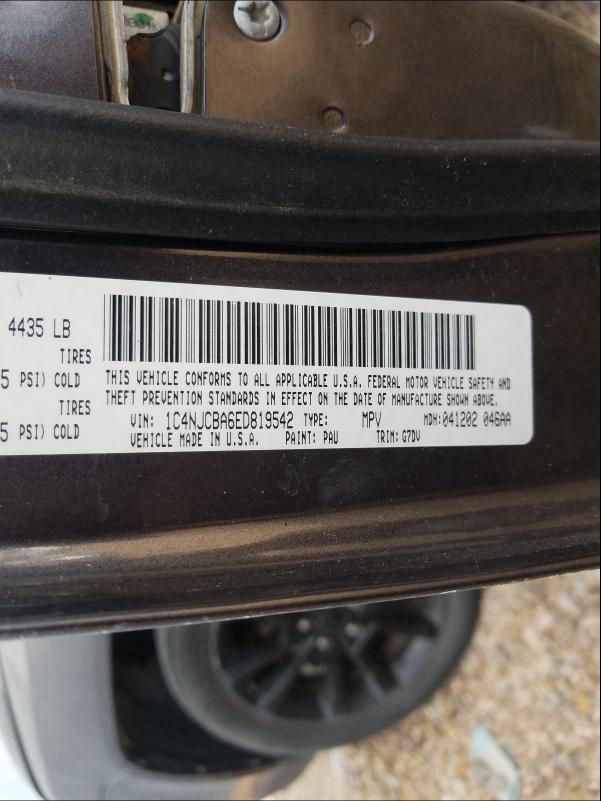 4435 LB
TIRES
5 PSI) COLD
TIRES
5 PSI) COLD
THIS VEHICLE CONFORMS TO ALL APPLICABLE U.S.A. FEDERAL MOTOR VEHICLE SAFETY AND
THEFT PREVENTION STANDARDS IN EFFECT ON THE DATE OF MANUFACTURE SHOWN ABOVE.
VIN: 1C4NJCBA6ED819542 TYPE: MPV MDH:041202 046AA
VEHICLE MADE IN U.S.A. PAINT: PAU TRIM: G7DV